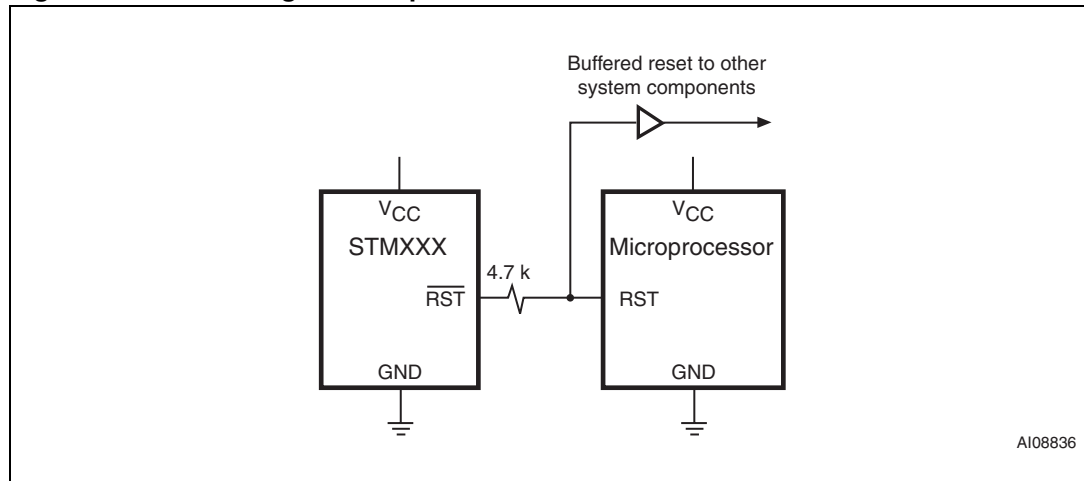 Buffered reset to other
system components
VCC
STMXXX
RST
GND
4.7 k
VCC
Microprocessor
RST
GND
AI08836